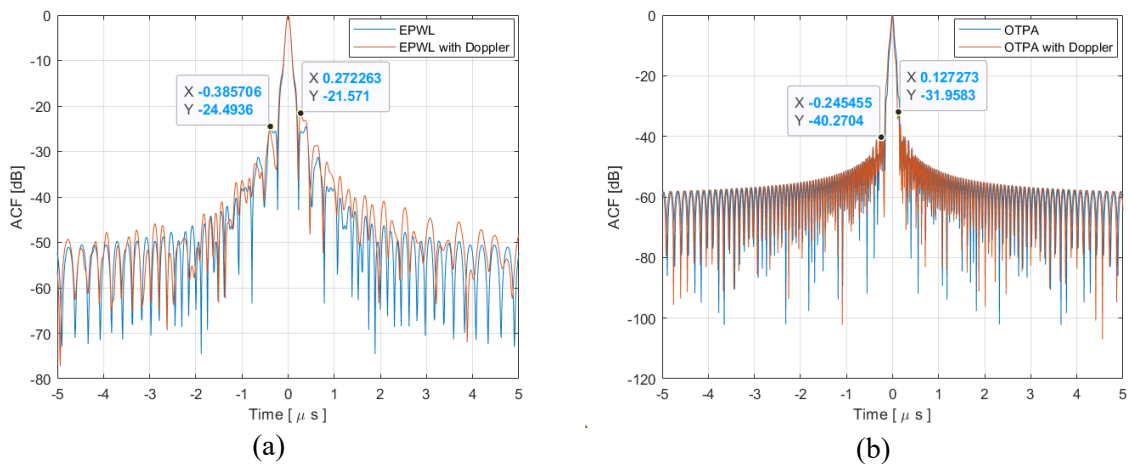 EPWL
EPWL with Doppler
X -0.385706
Y -24.4936
X 0.272263
Y -21.571
ACF [dB]
0
-10
-20
-30
-40
-50
-60
-70
-80
-5 -4 -3 -2 -1 0 1 2 3 4 5
Time [ μ s ]
(a)
OTPA
OTPA with Doppler
X 0.127273
Y -31.9583
X -0.245455
Y -40.2704
ACF [dB]
0
-20
-40
-60
-80
-100
-120
-5 -4 -3 -2 -1 0 1 2 3 4 5
Time [ μ s ]
(b)